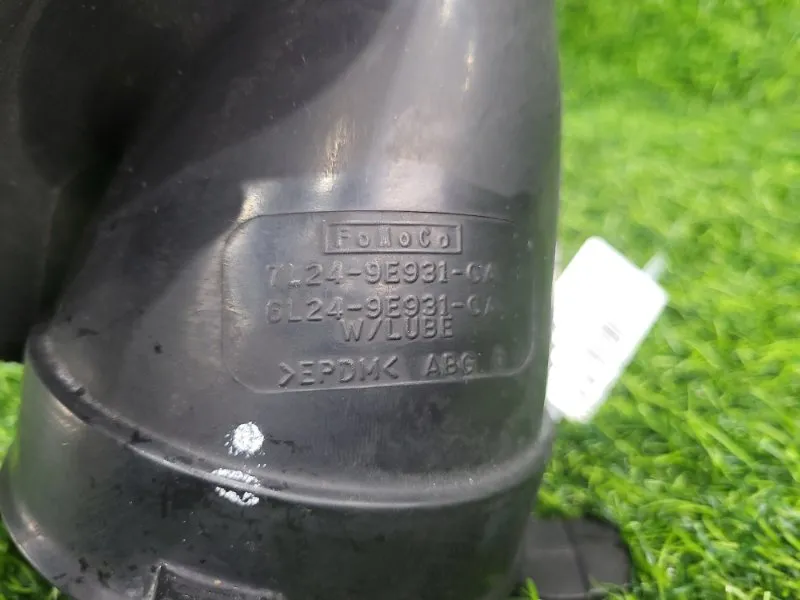 FoMoCo
7L24-9E931-CA
6L24-9E931-CA
W/LUBE
>EPDM< ABG